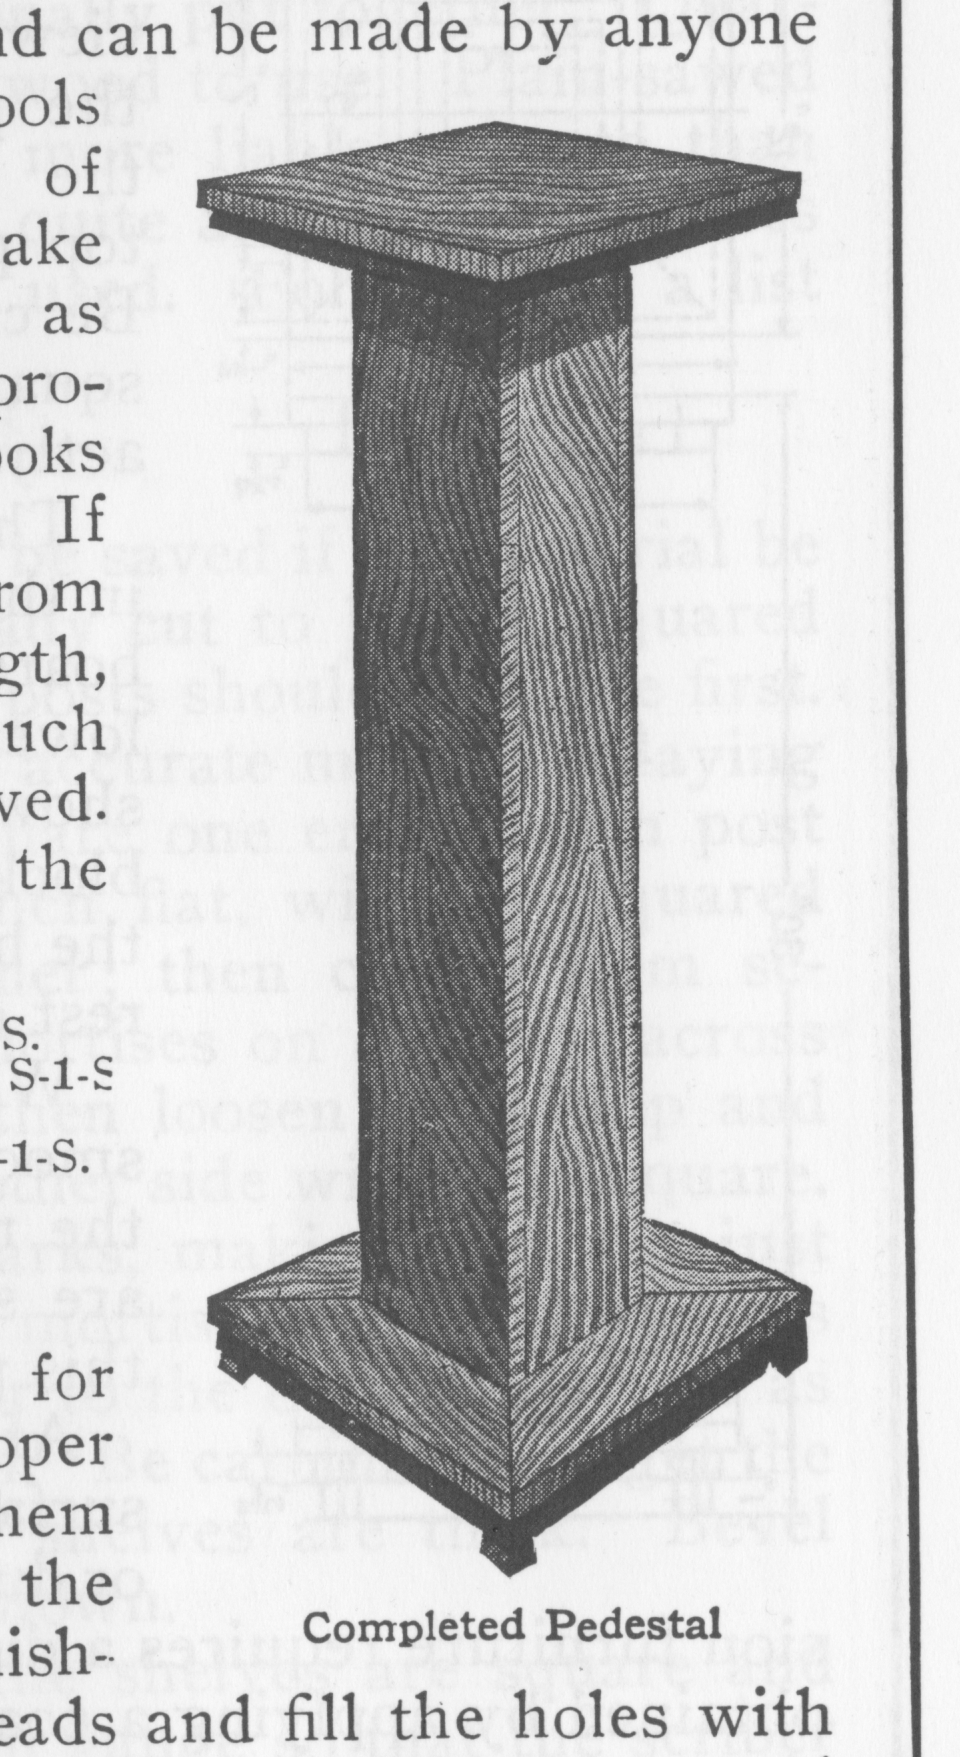 nd can be made by anyone
ools
of
ake
as
pro-
ooks
If
rom
gth,
uch
ved.
the
S.
S-1-S
-1-S.
for
oper
hem
the
ish-
eads and fill the holes with
Completed Pedestal